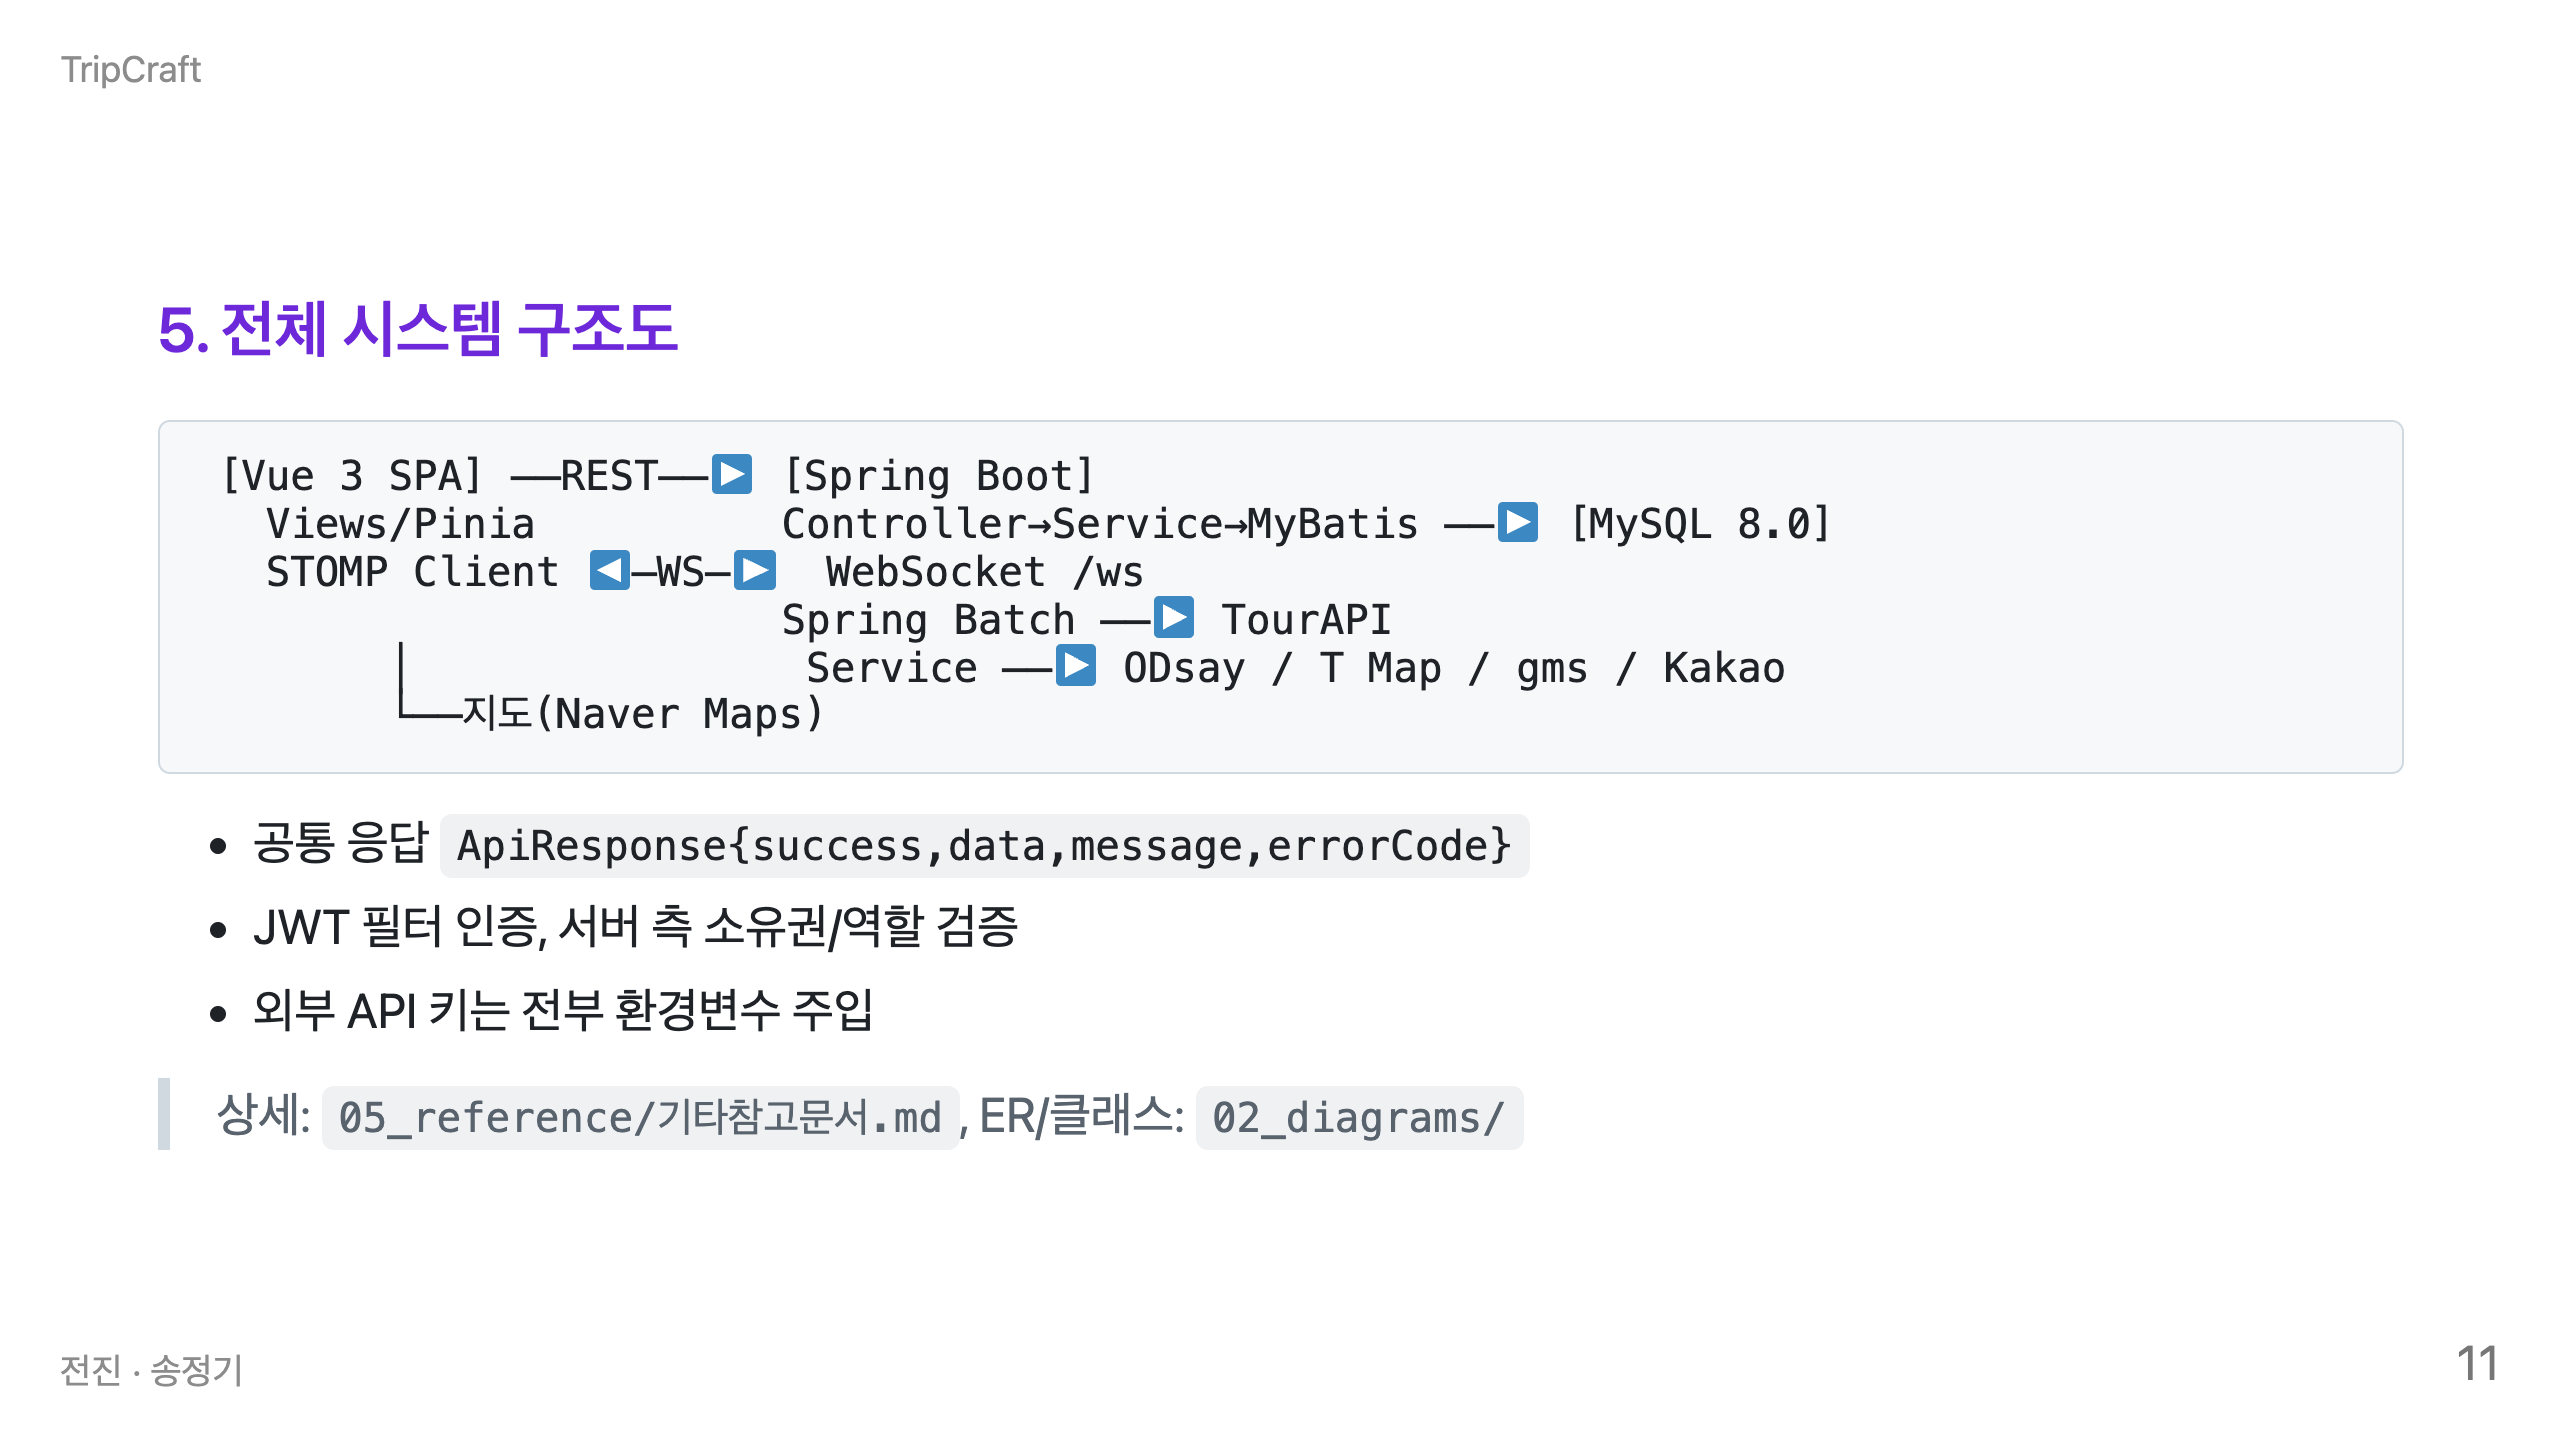 TripCraft
5. 전체 시스템 구조도
[Vue 3 SPA] ──REST──▶ [Spring Boot]
Views/Pinia Controller→Service→MyBatis ──▶ [MySQL 8.0]
STOMP Client ◀─WS─▶ WebSocket /ws
Spring Batch ──▶ TourAPI
│ Service ──▶ ODsay / T Map / gms / Kakao
└──지도(Naver Maps)
• 공통 응답 ApiResponse{success,data,message,errorCode}
• JWT 필터 인증, 서버 측 소유권/역할 검증
• 외부 API 키는 전부 환경변수 주입
상세: 05_reference/기타참고문서.md, ER/클래스: 02_diagrams/
전진 · 송정기
11